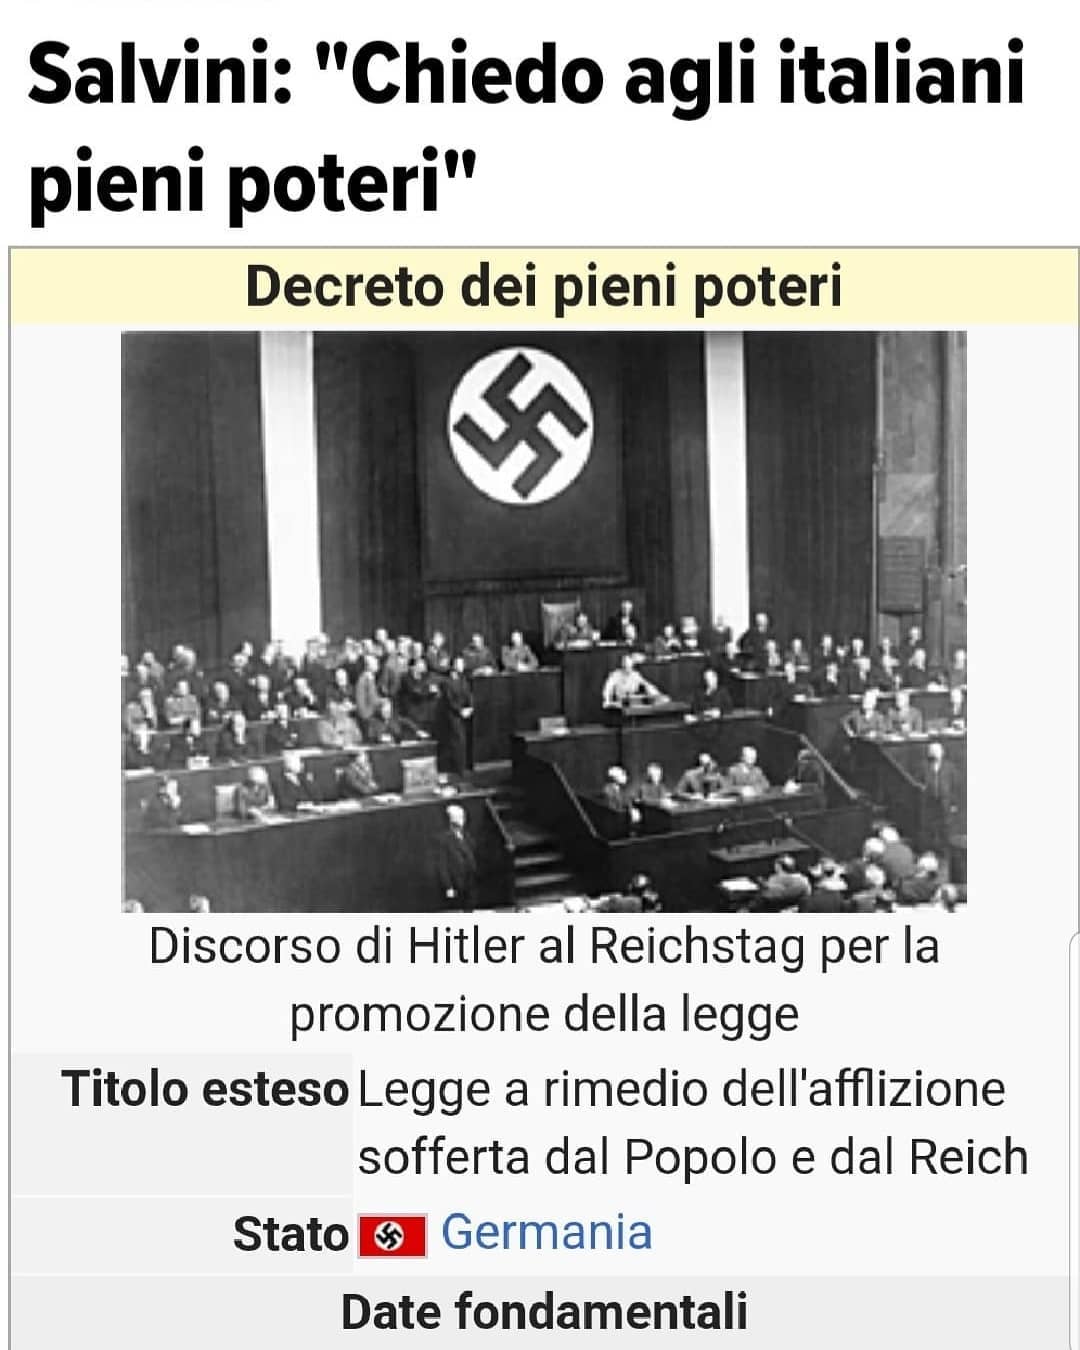 Salvini: "Chiedo agli italiani
pieni poteri"
Decreto dei pieni poteri
Discorso di Hitler al Reichstag per la
promozione della legge
Titolo esteso Legge a rimedio dell'afflizione
sofferta dal Popolo e dal Reich
Stato Germania
Date fondamentali